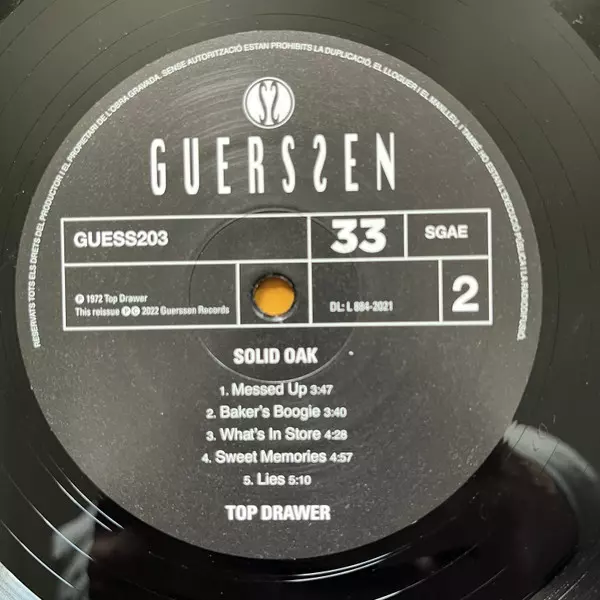 RESERVATS TOTS ELS DRETS DEL PRODUCTOR I EL PROPIETARI DE L'OBRA GRAVADA. SENSE AUTORITZACIÓ ESTAN PROHIBITS LA DUPLICACIÓ, EL LLOGUER I EL MANLLEU, I TAMBÉ NO ESTAN L'EXECUCIÓ PÚBLICA I LA RADIODIFUSIÓ
GUERSSEN
GUESS203
33
SGAE
℗ 1972 Top Drawer
This reissue ℗ © 2022 Guerssen Records
DL: L 884-2021
2
SOLID OAK
1. Messed Up 3:47
2. Baker's Boogie 3:40
3. What's In Store 4:28
4. Sweet Memories 4:57
5. Lies 5:10
TOP DRAWER